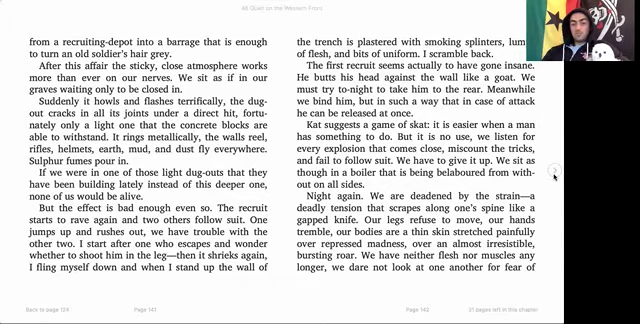 All Quiet on the Western Front
from a recruiting-depot into a barrage that is enough
to turn an old soldier's hair grey.
After this affair the sticky, close atmosphere works
more than ever on our nerves. We sit as if in our
graves waiting only to be closed in.
Suddenly it howls and flashes terrifically, the dug-
out cracks in all its joints under a direct hit, fortu-
nately only a light one that the concrete blocks are
able to withstand. It rings metallically, the walls reel,
rifles, helmets, earth, mud, and dust fly everywhere.
Sulphur fumes pour in.
If we were in one of those light dug-outs that they
have been building lately instead of this deeper one,
none of us would be alive.
But the effect is bad enough even so. The recruit
starts to rave again and two others follow suit. One
jumps up and rushes out, we have trouble with the
other two. I start after one who escapes and wonder
whether to shoot him in the leg—then it shrieks again,
I fling myself down and when I stand up the wall of
Back to page 124
Page 141
the trench is plastered with smoking splinters,
of flesh, and bits of uniform. I scramble back.
The first recruit seems actually to have gone insane.
He butts his head against the wall like a goat. We
must try to-night to take him to the rear. Meanwhile
we bind him, but in such a way that in case of attack
he can be released at once.
Kat suggests a game of skat: it is easier when a man
has something to do. But it is no use, we listen for
every explosion that comes close, miscount the tricks,
and fail to follow suit. We have to give it up. We sit as
though in a boiler that is being belaboured from with-
out on all sides.
Night again. We are deadened by the strain—a
deadly tension that scrapes along one's spine like a
gapped knife. Our legs refuse to move, our hands
tremble, our bodies are a thin skin stretched painfully
over repressed madness, over an almost irresistible,
bursting roar. We have neither flesh nor muscles any
longer, we dare not look at one another for fear of
Page 142
31 pages left in this chapter